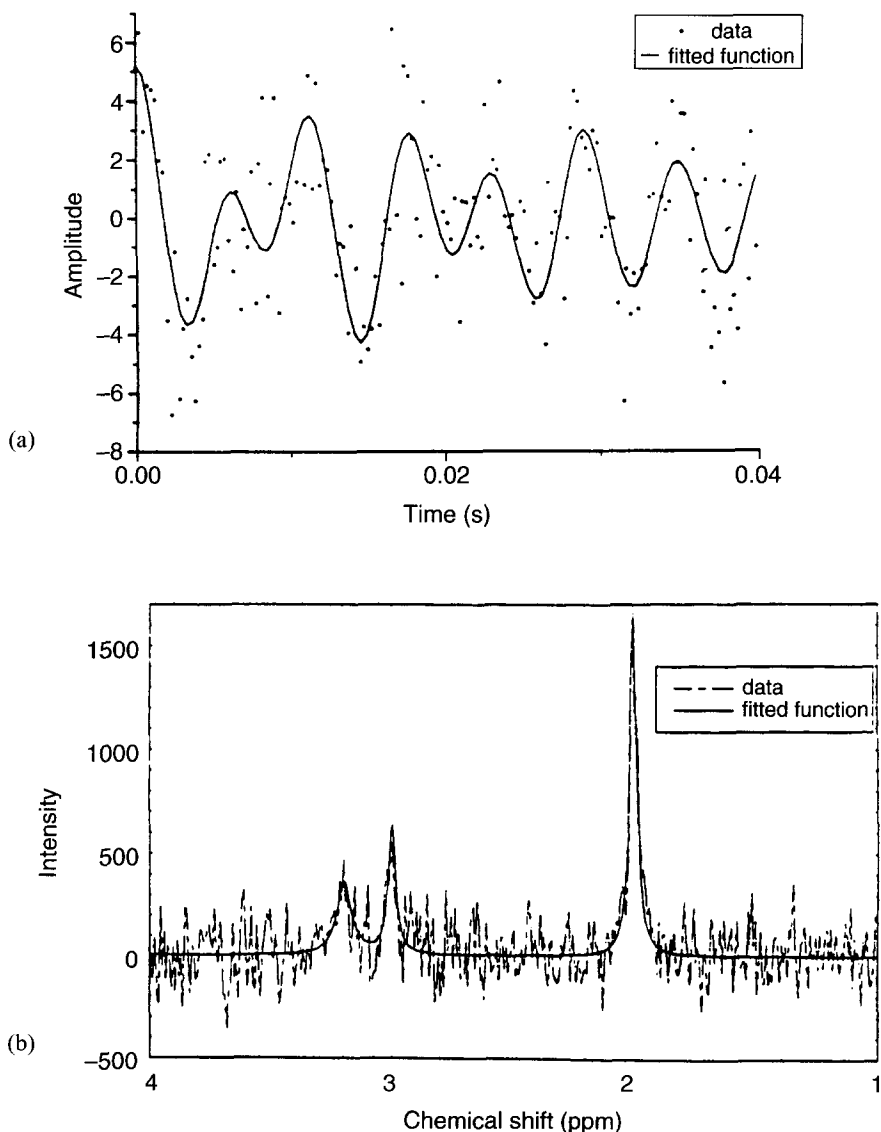 6
4
2
0
−2
−4
−6
−8
Amplitude
data
fitted function
0.00
0.02
0.04
Time (s)
(a)
1500
1000
500
0
−500
Intensity
data
fitted function
4
3
2
1
Chemical shift (ppm)
(b)